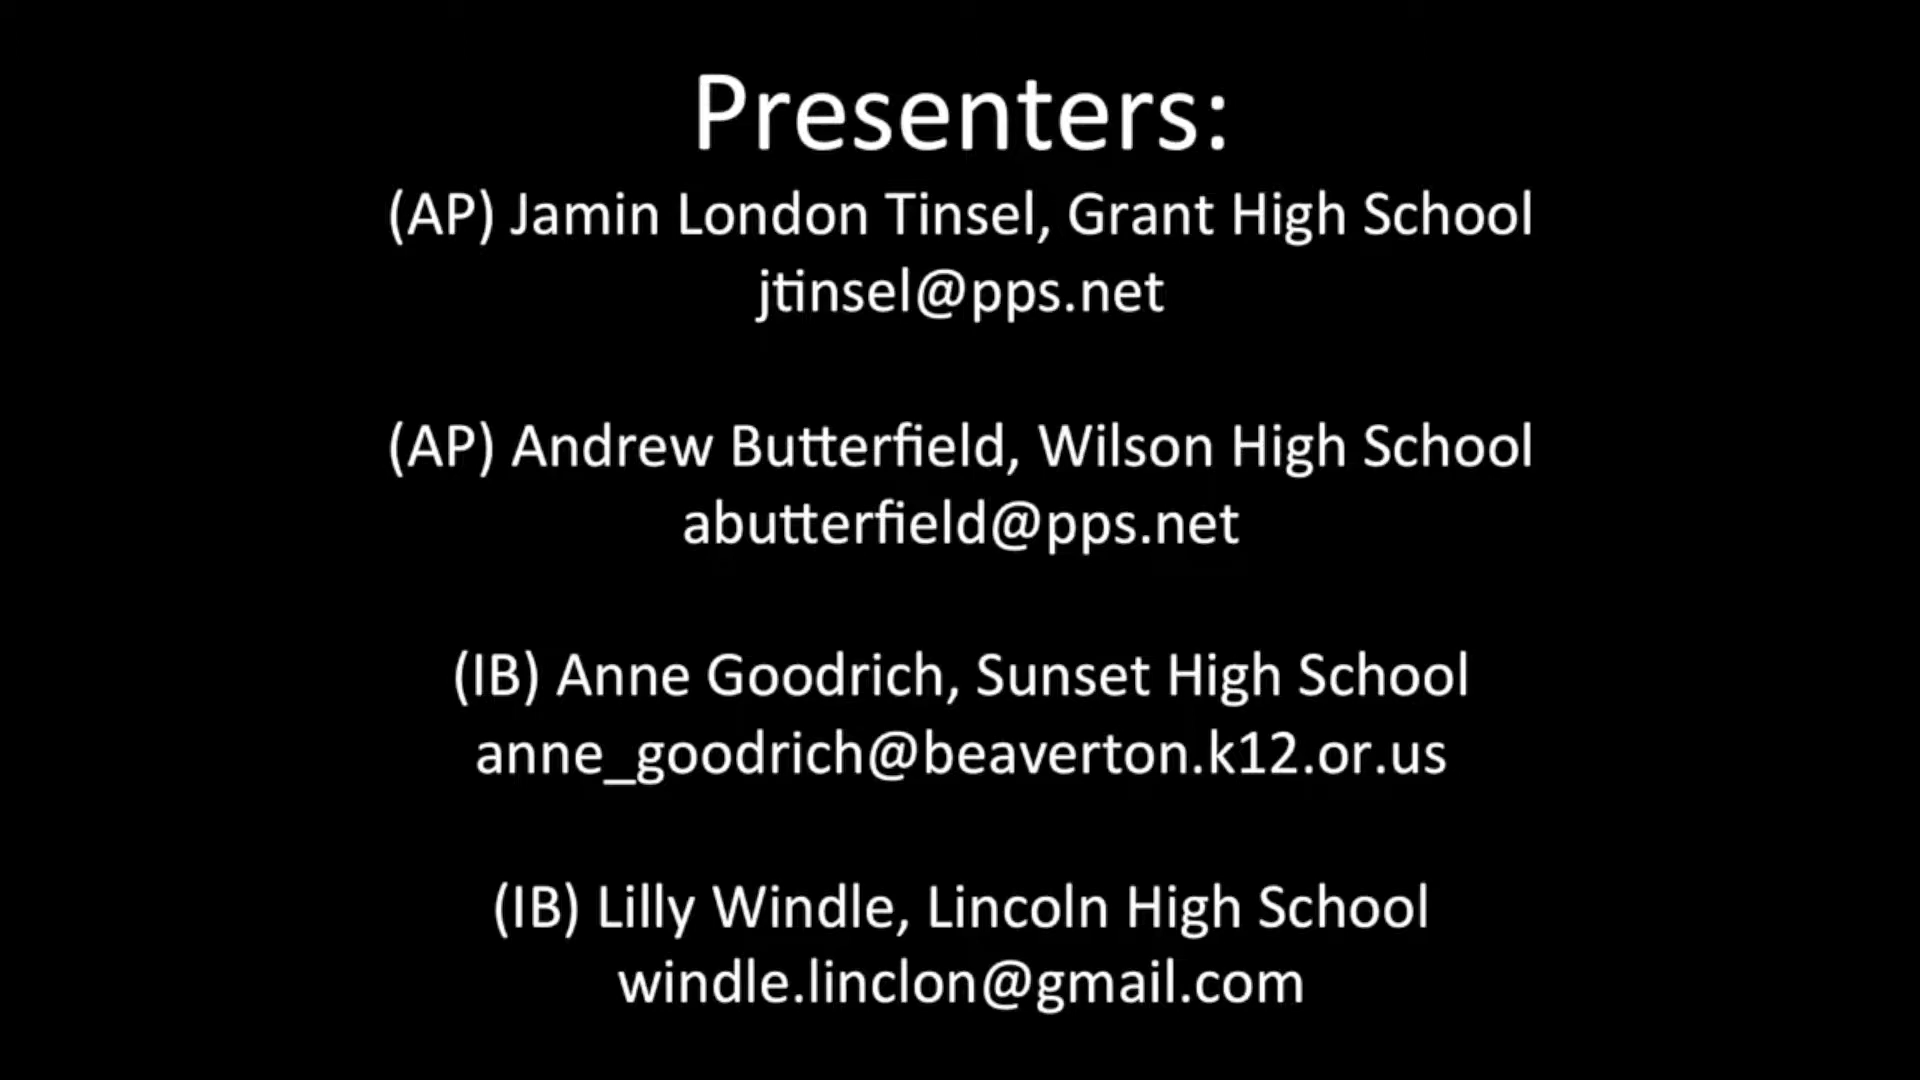 Presenters:
(AP) Jamin London Tinsel, Grant High School
jtinsel@pps.net
(AP) Andrew Butterfield, Wilson High School
abutterfield@pps.net
(IB) Anne Goodrich, Sunset High School
anne_goodrich@beaverton.k12.or.us
(IB) Lilly Windle, Lincoln High School
windle.linclon@gmail.com